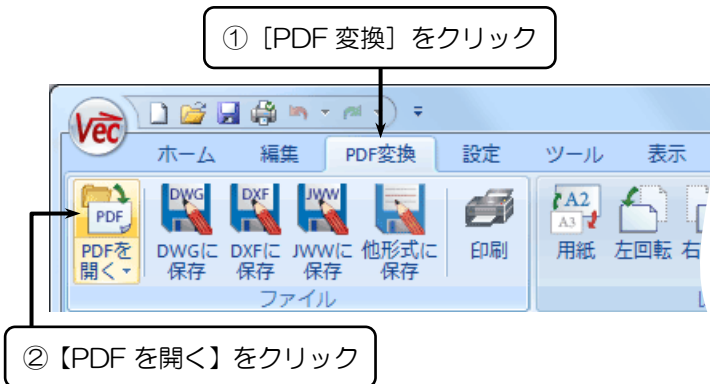 ① [PDF 変換] をクリック
Vec
ホーム 編集 PDF変換 設定 ツール 表示
DWG DXF JWW A2
PDF A3
PDFを DWGに DXFに JWWに 他形式に 印刷 用紙 左回転 右
開く 保存 保存 保存 保存
ファイル
②【PDF を開く】をクリック